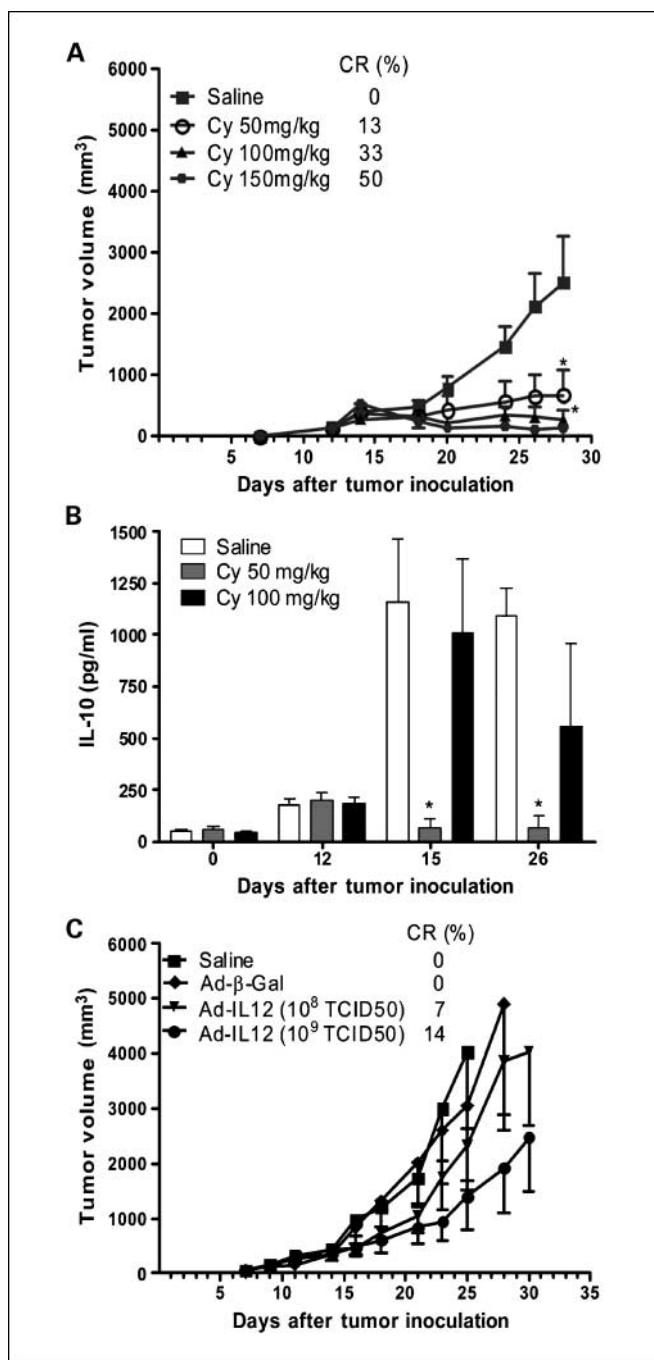 A
CR (%)
Saline 0
Cy 50mg/kg 13
Cy 100mg/kg 33
Cy 150mg/kg 50
6000
5000
4000
3000
2000
1000
0
Tumor volume (mm³)
*
*
5 10 15 20 25 30
Days after tumor inoculation
B
Saline
Cy 50 mg/kg
Cy 100 mg/kg
1500
1250
1000
750
500
250
0
IL-10 (pg/ml)
* *
0 12 15 26
Days after tumor inoculation
C
CR (%)
Saline 0
Ad-β-Gal 0
Ad-IL12 (10⁸ TCID50) 7
Ad-IL12 (10⁹ TCID50) 14
6000
5000
4000
3000
2000
1000
0
Tumor volume (mm³)
5 10 15 20 25 30 35
Days after tumor inoculation